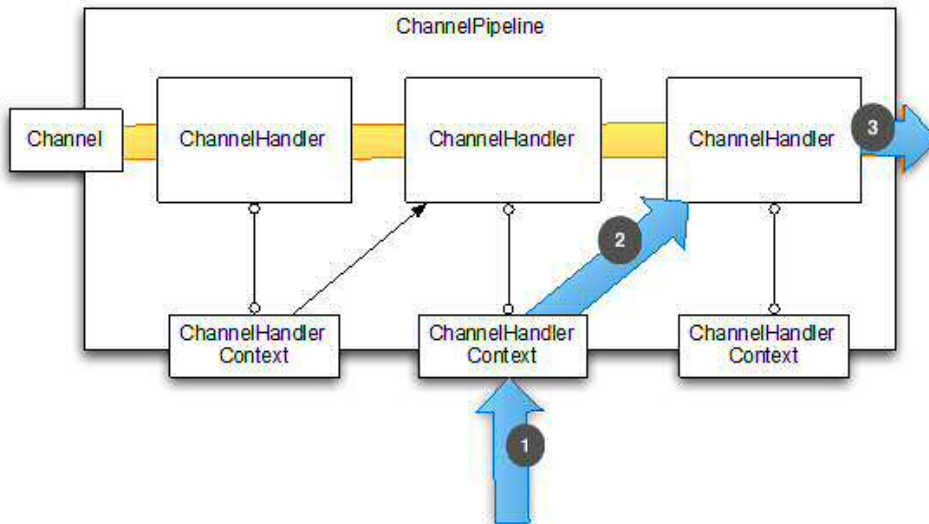 ChannelPipeline
Channel
ChannelHandler
ChannelHandler
ChannelHandler
3
2
ChannelHandler
Context
ChannelHandler
Context
ChannelHandler
Context
1